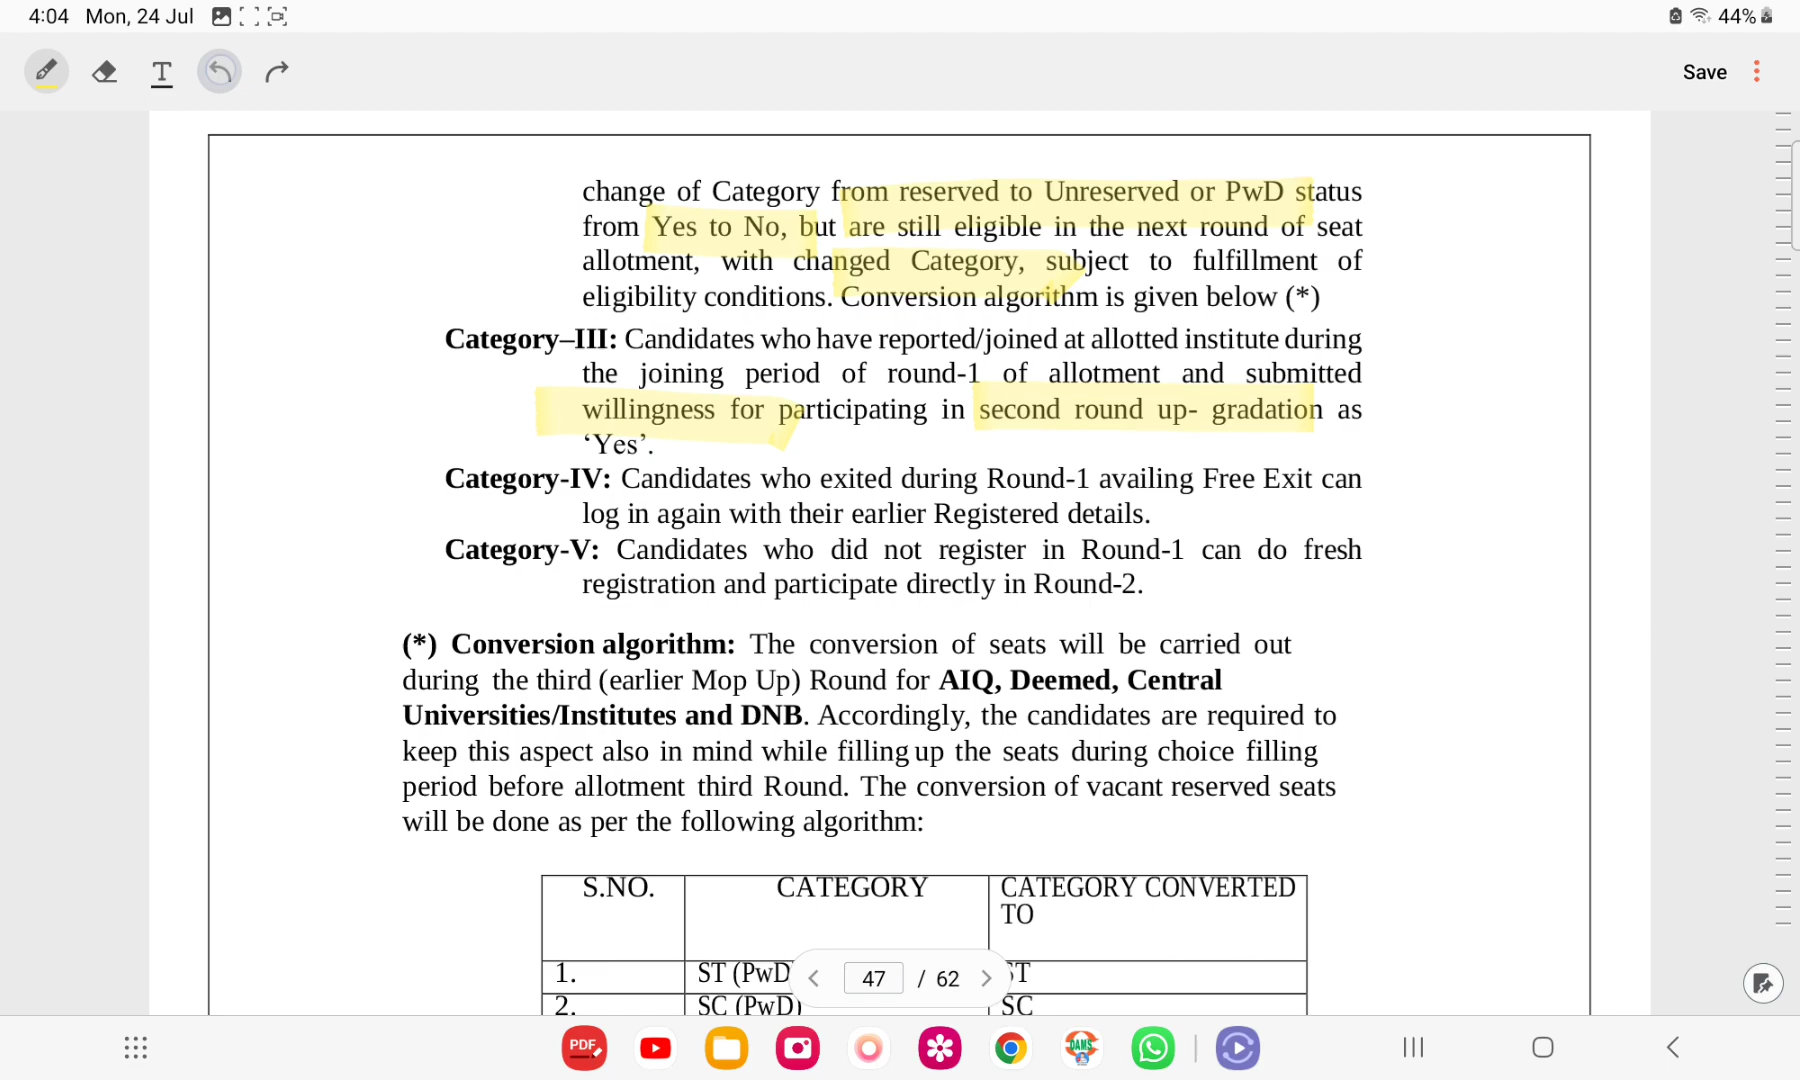 4:04 Mon, 24 Jul
44%
T
Save
change of Category from reserved to Unreserved or PwD status
from Yes to No, but are still eligible in the next round of seat
allotment, with changed Category, subject to fulfillment of
eligibility conditions. Conversion algorithm is given below (*)
Category–III: Candidates who have reported/joined at allotted institute during
the joining period of round-1 of allotment and submitted
willingness for participating in second round up- gradation as
‘Yes’.
Category-IV: Candidates who exited during Round-1 availing Free Exit can
log in again with their earlier Registered details.
Category-V: Candidates who did not register in Round-1 can do fresh
registration and participate directly in Round-2.
(*) Conversion algorithm: The conversion of seats will be carried out
during the third (earlier Mop Up) Round for AIQ, Deemed, Central
Universities/Institutes and DNB. Accordingly, the candidates are required to
keep this aspect also in mind while filling up the seats during choice filling
period before allotment third Round. The conversion of vacant reserved seats
will be done as per the following algorithm:
S.NO. CATEGORY CATEGORY CONVERTED
TO
1. ST (PwD ST
2. SC (PwD) SC
47 / 62
PDF
DAMS